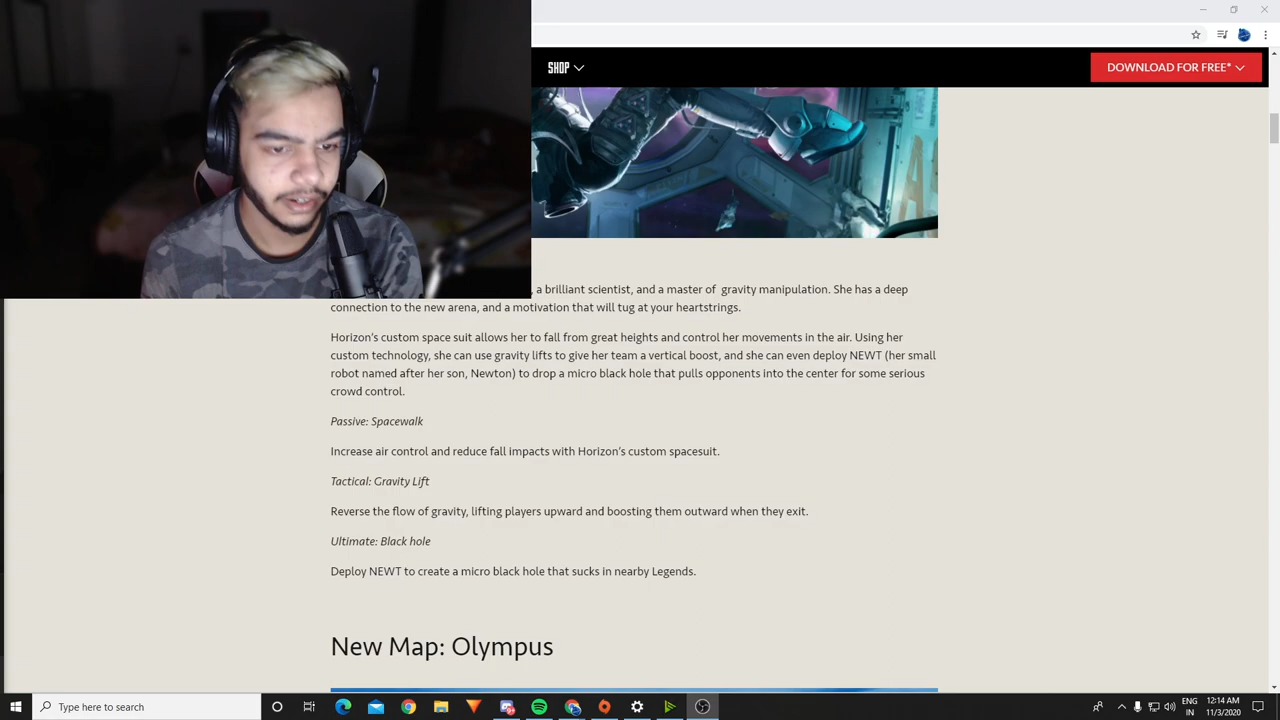 SHOP
DOWNLOAD FOR FREE*
, a brilliant scientist, and a master of gravity manipulation. She has a deep
connection to the new arena, and a motivation that will tug at your heartstrings.
Horizon's custom space suit allows her to fall from great heights and control her movements in the air. Using her
custom technology, she can use gravity lifts to give her team a vertical boost, and she can even deploy NEWT (her small
robot named after her son, Newton) to drop a micro black hole that pulls opponents into the center for some serious
crowd control.
Passive: Spacewalk
Increase air control and reduce fall impacts with Horizon's custom spacesuit.
Tactical: Gravity Lift
Reverse the flow of gravity, lifting players upward and boosting them outward when they exit.
Ultimate: Black hole
Deploy NEWT to create a micro black hole that sucks in nearby Legends.
New Map: Olympus
Type here to search
ENG
IN
12:14 AM
11/3/2020